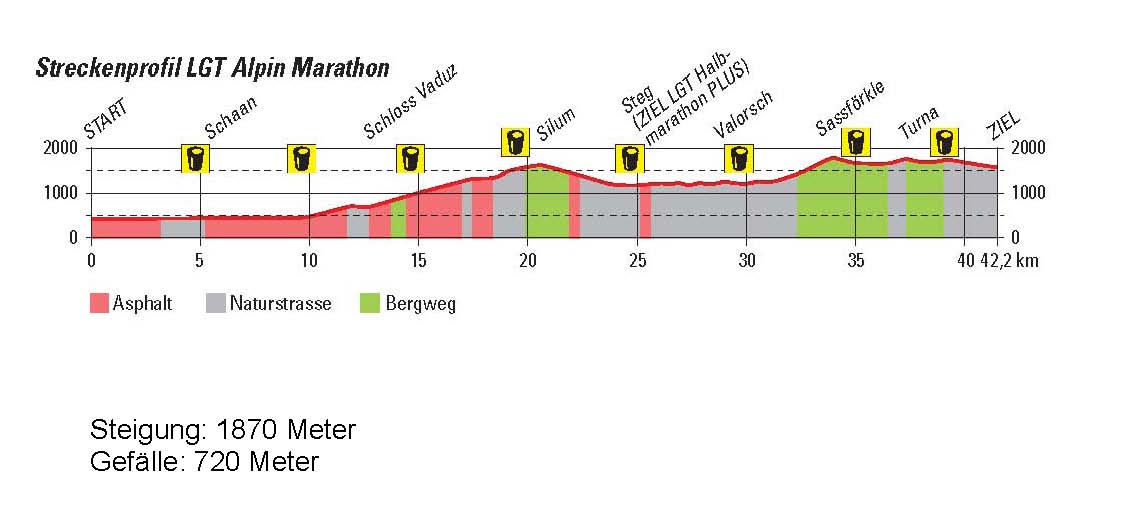 Streckenprofil LGT Alpin Marathon
START
Schaan
Schloss Vaduz
Silum
Steg
(ZIEL LGT Halb-
marathon PLUS)
Valorsch
Sassförkle
Turna
ZIEL
2000
2000
1000
1000
0
0
0 5 10 15 20 25 30 35 40 42,2 km
Asphalt Naturstrasse Bergweg
Steigung: 1870 Meter
Gefälle: 720 Meter